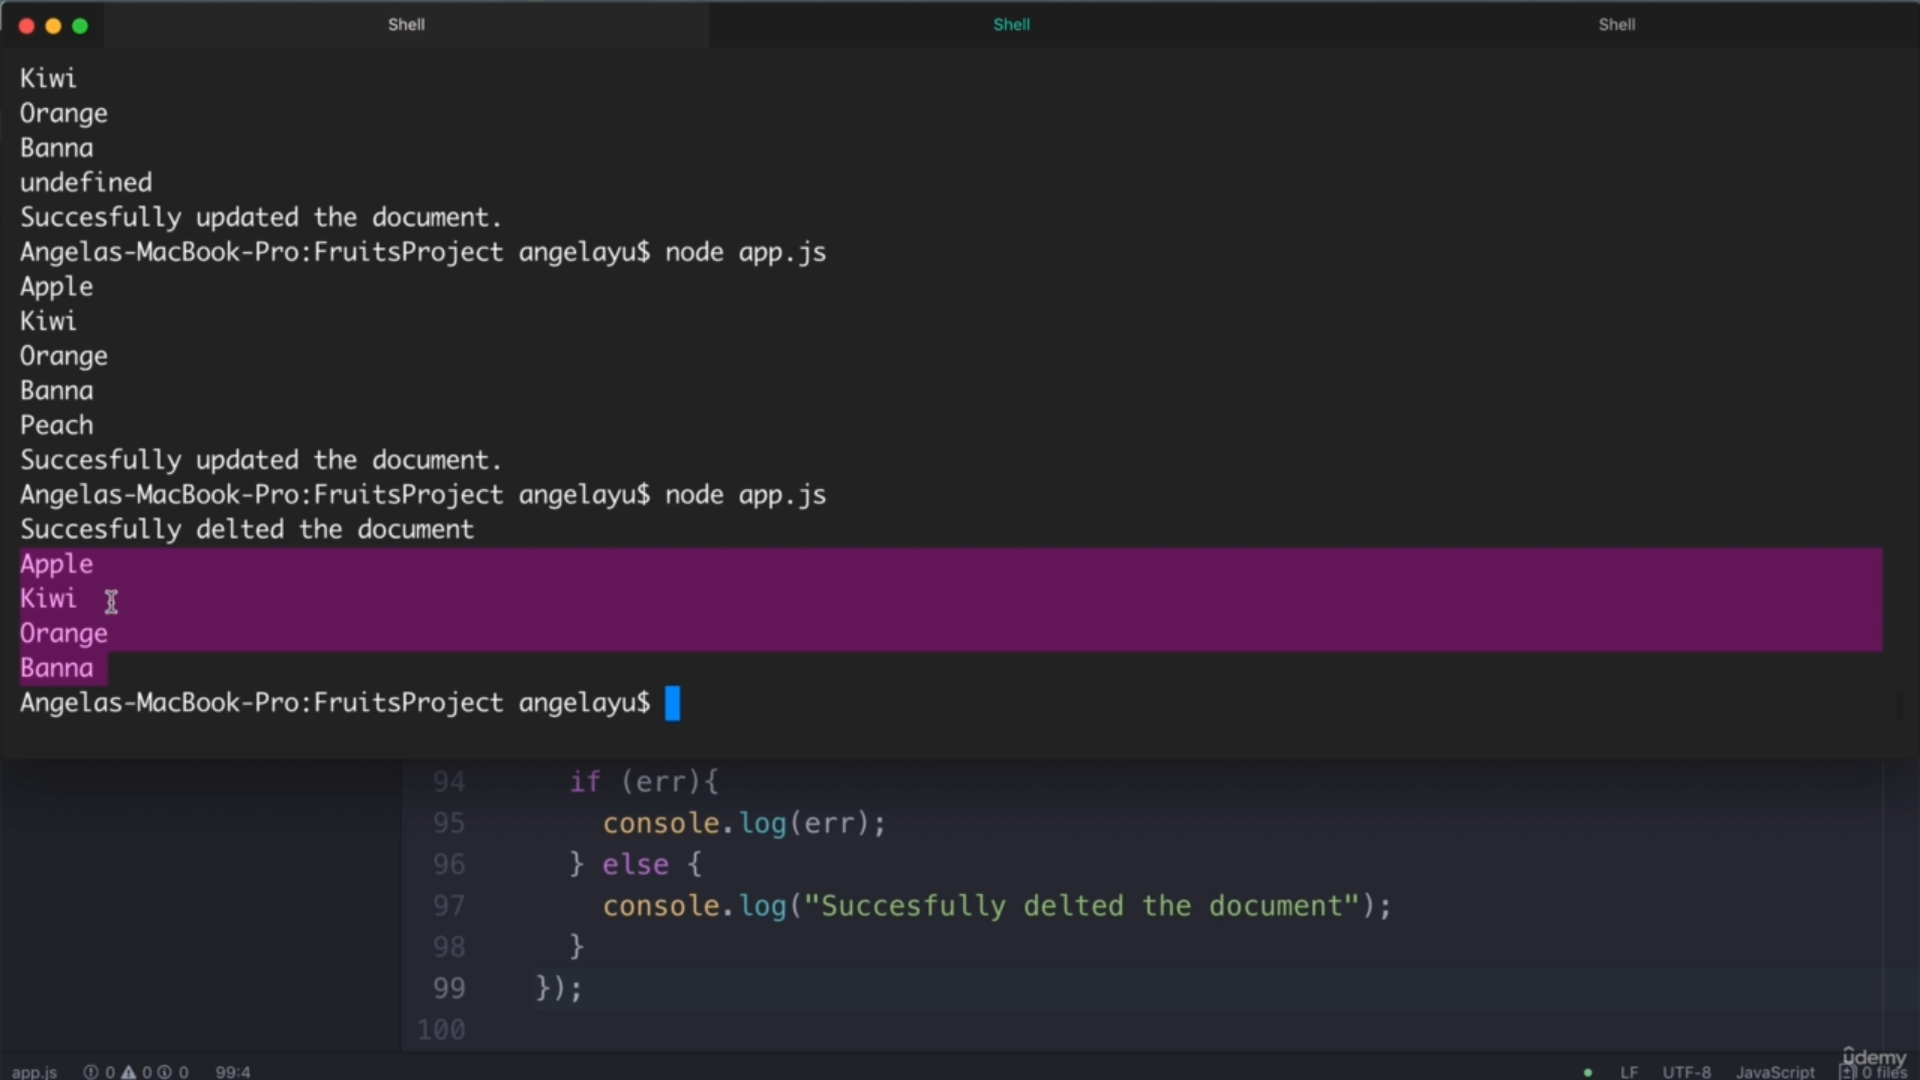 Shell Shell Shell
Kiwi
Orange
Banna
undefined
Succesfully updated the document.
Angelas-MacBook-Pro:FruitsProject angelayu$ node app.js
Apple
Kiwi
Orange
Banna
Peach
Succesfully updated the document.
Angelas-MacBook-Pro:FruitsProject angelayu$ node app.js
Succesfully delted the document
Apple
Kiwi
Orange
Banna
Angelas-MacBook-Pro:FruitsProject angelayu$
94 if (err){
95 console.log(err);
96 } else {
97 console.log("Succesfully delted the document");
98 }
99 });
100
ûdemy
app.js 0 0 0 99:4 LF UTF-8 JavaScript 0 files